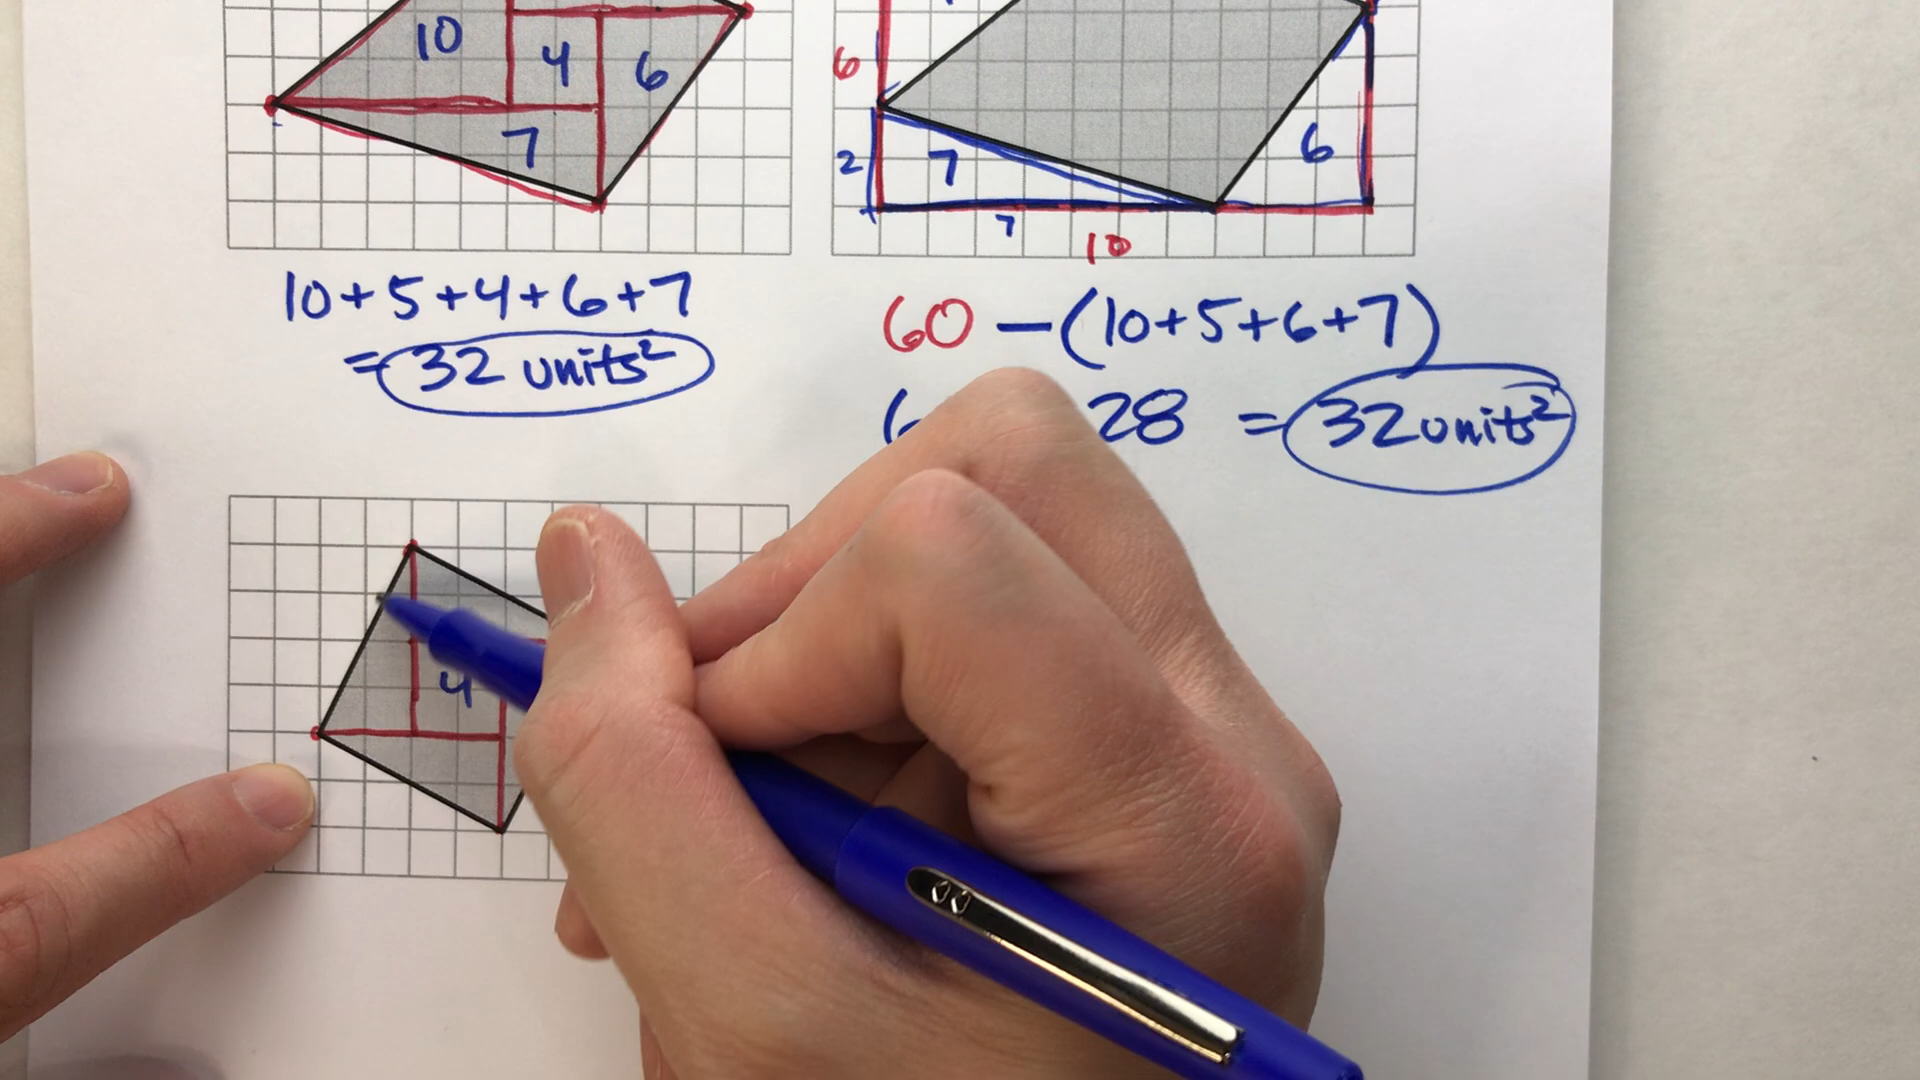 10 4 6
7
6
2 7 6
7 10
10+5+4+6+7
= 32 units²
60 – (10+5+6+7)
28 = 32 units²
4